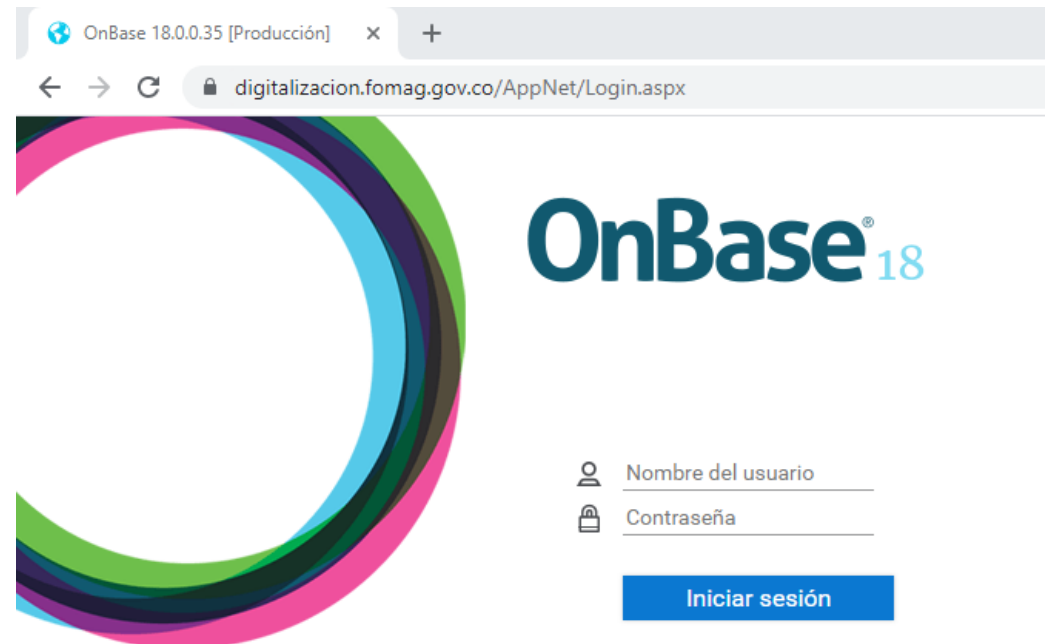 OnBase 18.0.0.35 [Producción]
digitalizacion.fomag.gov.co/AppNet/Login.aspx
OnBase® 18
Nombre del usuario
Contraseña
Iniciar sesión